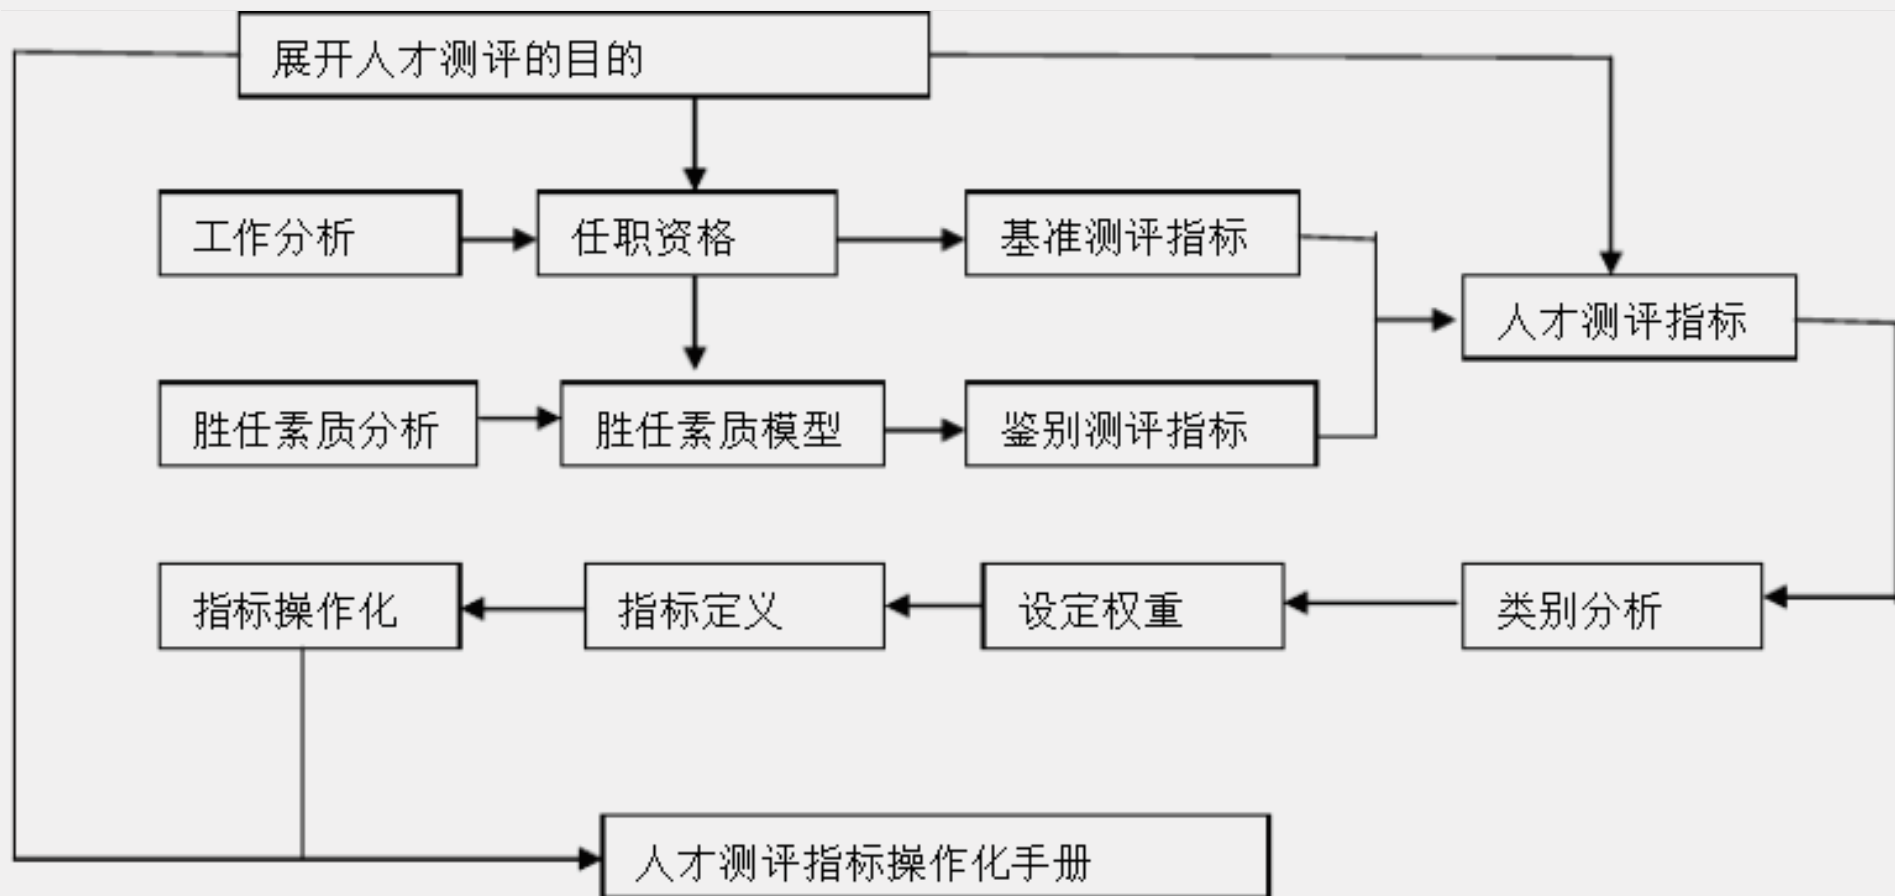 展开人才测评的目的
工作分析
任职资格
基准测评指标
人才测评指标
胜任素质分析
胜任素质模型
鉴别测评指标
指标操作化
指标定义
设定权重
类别分析
人才测评指标操作化手册